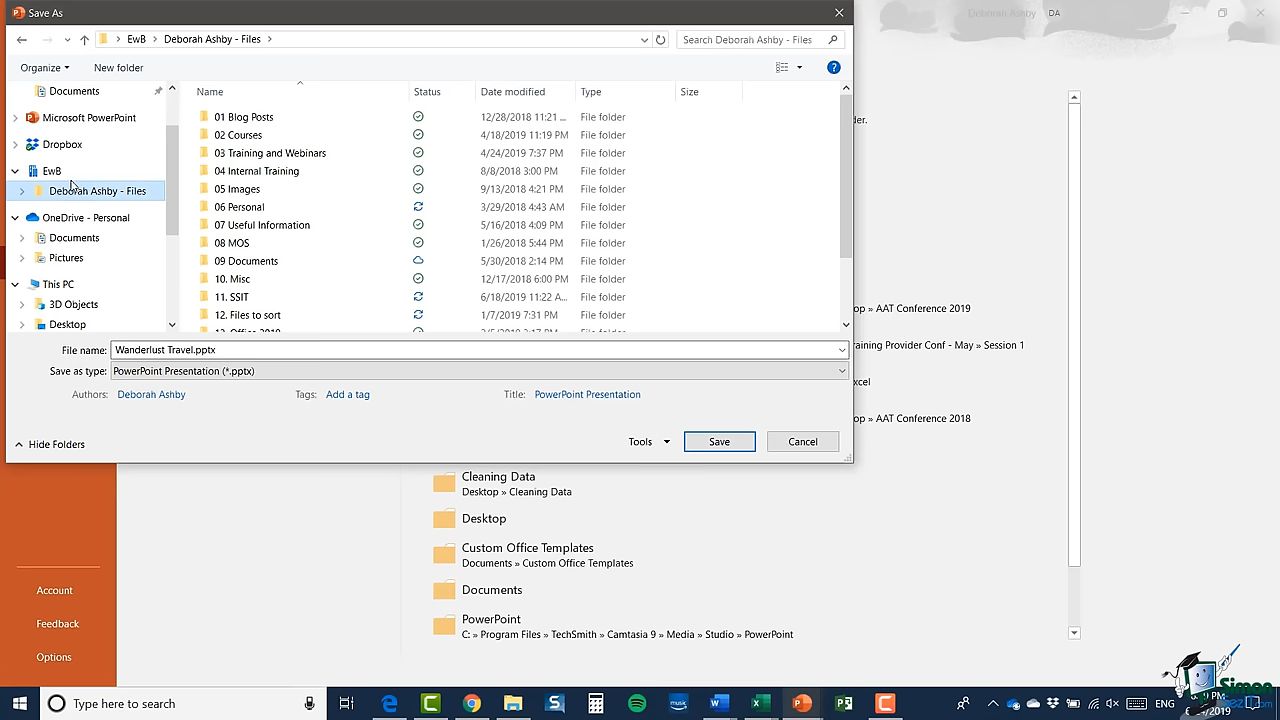 Save As
Deborah Ashby DA
EwB Deborah Ashby - Files
Search Deborah Ashby - Files
Organize New folder
Documents
Microsoft PowerPoint
Dropbox
EwB
Deborah Ashby - Files
OneDrive - Personal
Documents
Pictures
This PC
3D Objects
Desktop
Name Status Date modified Type Size
01 Blog Posts 12/28/2018 11:21 ... File folder
02 Courses 4/18/2019 11:19 PM File folder
03 Training and Webinars 4/24/2019 7:37 PM File folder
04 Internal Training 8/8/2018 3:00 PM File folder
05 Images 9/13/2018 4:21 PM File folder
06 Personal 3/29/2018 4:43 AM File folder
07 Useful Information 5/16/2018 4:09 PM File folder
08 MOS 1/26/2018 5:44 PM File folder
09 Documents 5/30/2018 2:14 PM File folder
10. Misc 12/17/2018 6:00 PM File folder
11. SSIT 6/18/2019 11:22 A... File folder
12. Files to sort 1/7/2019 7:31 PM File folder
File name: Wanderlust Travel.pptx
Save as type: PowerPoint Presentation (*.pptx)
Authors: Deborah Ashby Tags: Add a tag Title: PowerPoint Presentation
Hide Folders
Tools Save Cancel
der.
op » AAT Conference 2019
raining Provider Conf - May » Session 1
xcel
op » AAT Conference 2018
Cleaning Data
Desktop » Cleaning Data
Desktop
Custom Office Templates
Documents » Custom Office Templates
Documents
PowerPoint
C: » Program Files » TechSmith » Camtasia 9 » Media » Studio » PowerPoint
Account
Feedback
Options
Type here to search
music
ENG